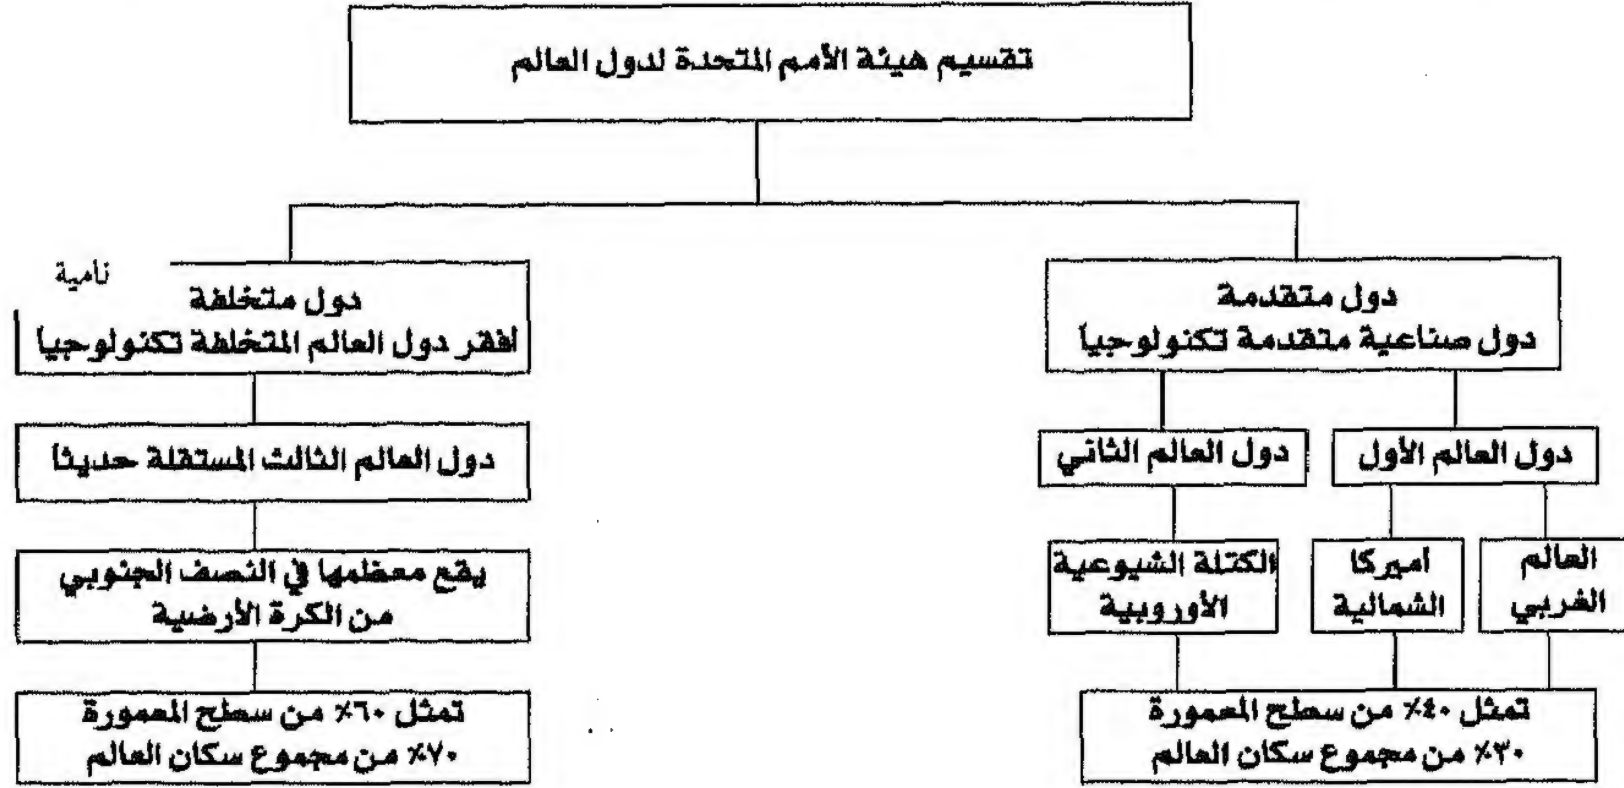 تقسيم هيئة الأمم المتحدة لدول العالم
دول متقدمة
دول صناعية متقدمة تكنولوجياً
نامية
دول متخلفة
أفقر دول العالم المتخلفة تكنولوجياً
دول العالم الأول
دول العالم الثاني
دول العالم الثالث المستقلة حديثاً
العالم
الغربي
أميركا
الشمالية
الكتلة الشيوعية
الأوروبية
يقع معظمها في النصف الجنوبي
من الكرة الأرضية
تمثل ٤٠٪ من سطح المعمورة
٣٠٪ من مجموع سكان العالم
تمثل ٦٠٪ من سطح المعمورة
٧٠٪ من مجموع سكان العالم